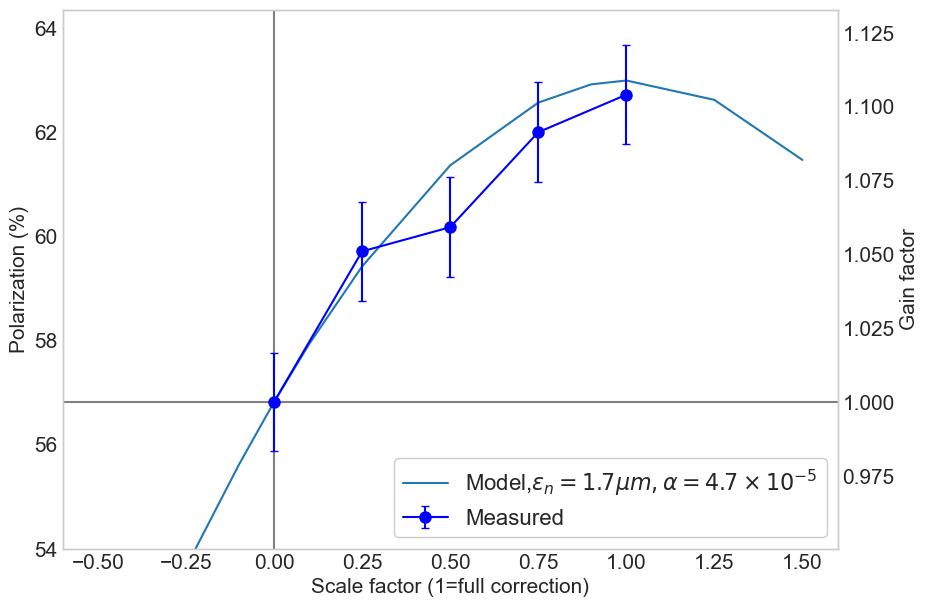 64
62
60
58
56
54
Polarization (%)
1.125
1.100
1.075
1.050
1.025
1.000
0.975
Gain factor
Model,εₙ = 1.7μm, α = 4.7 × 10⁻⁵
Measured
−0.50 −0.25 0.00 0.25 0.50 0.75 1.00 1.25 1.50
Scale factor (1=full correction)